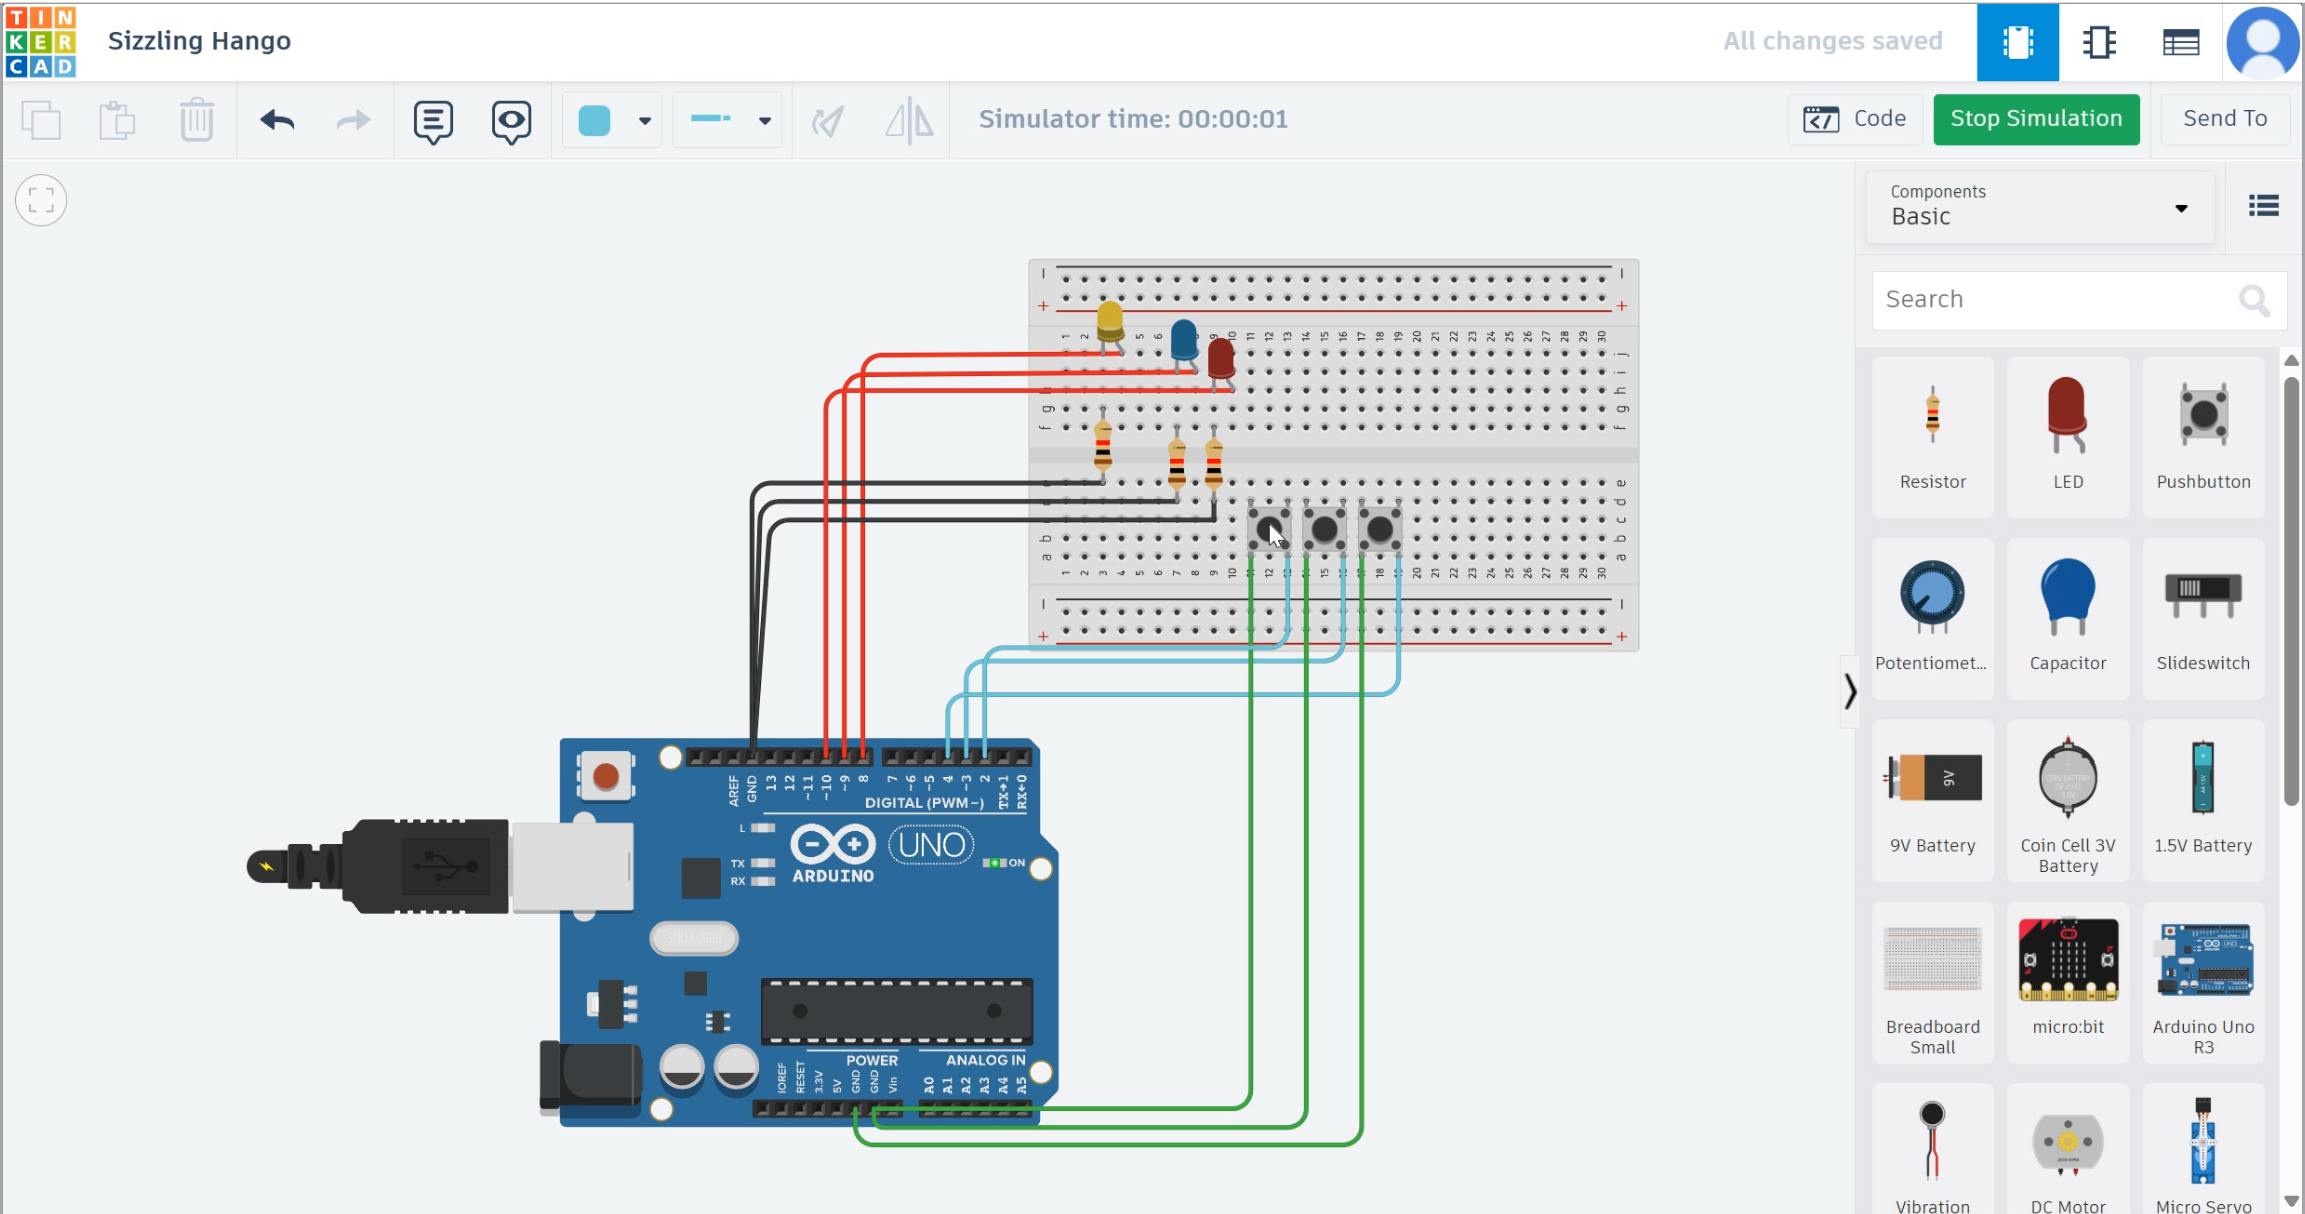 TIN
KER
CAD
Sizzling Hango
All changes saved
Simulator time: 00:00:01
Code
Stop Simulation
Send To
Components
Basic
Search
Resistor
LED
Pushbutton
Potentiomet...
Capacitor
Slideswitch
9V
9V Battery
Coin Cell 3V
Battery
1.5V Battery
Breadboard
Small
micro:bit
Arduino Uno
R3
Vibration
DC Motor
Micro Servo
AREF
GND
13
12
~11
~10
~9
8
7
~6
~5
4
~3
2
TX→1
RX←0
DIGITAL (PWM~)
L
TX
RX
ARDUINO
UNO
ON
POWER
ANALOG IN
IOREF
RESET
3.3V
5V
GND
GND
Vin
A0
A1
A2
A3
A4
A5